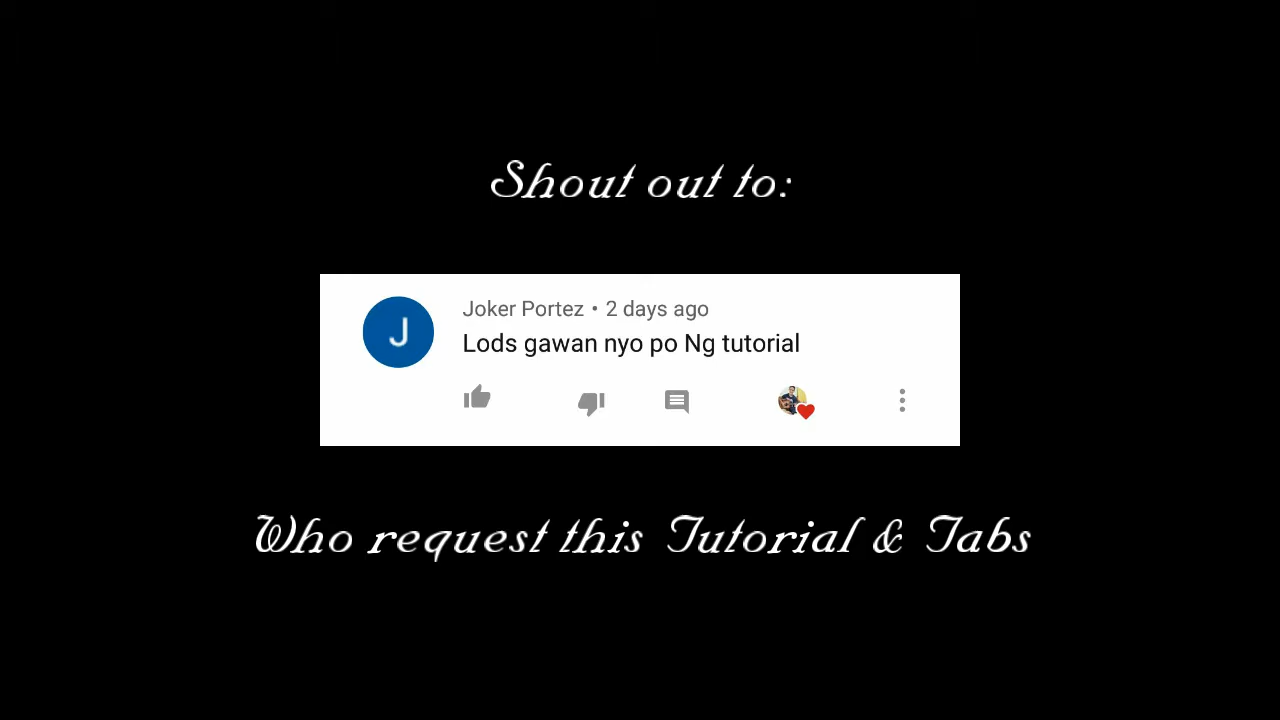 Shout out to:
J
Joker Portez • 2 days ago
Lods gawan nyo po Ng tutorial
Who request this Tutorial & Tabs